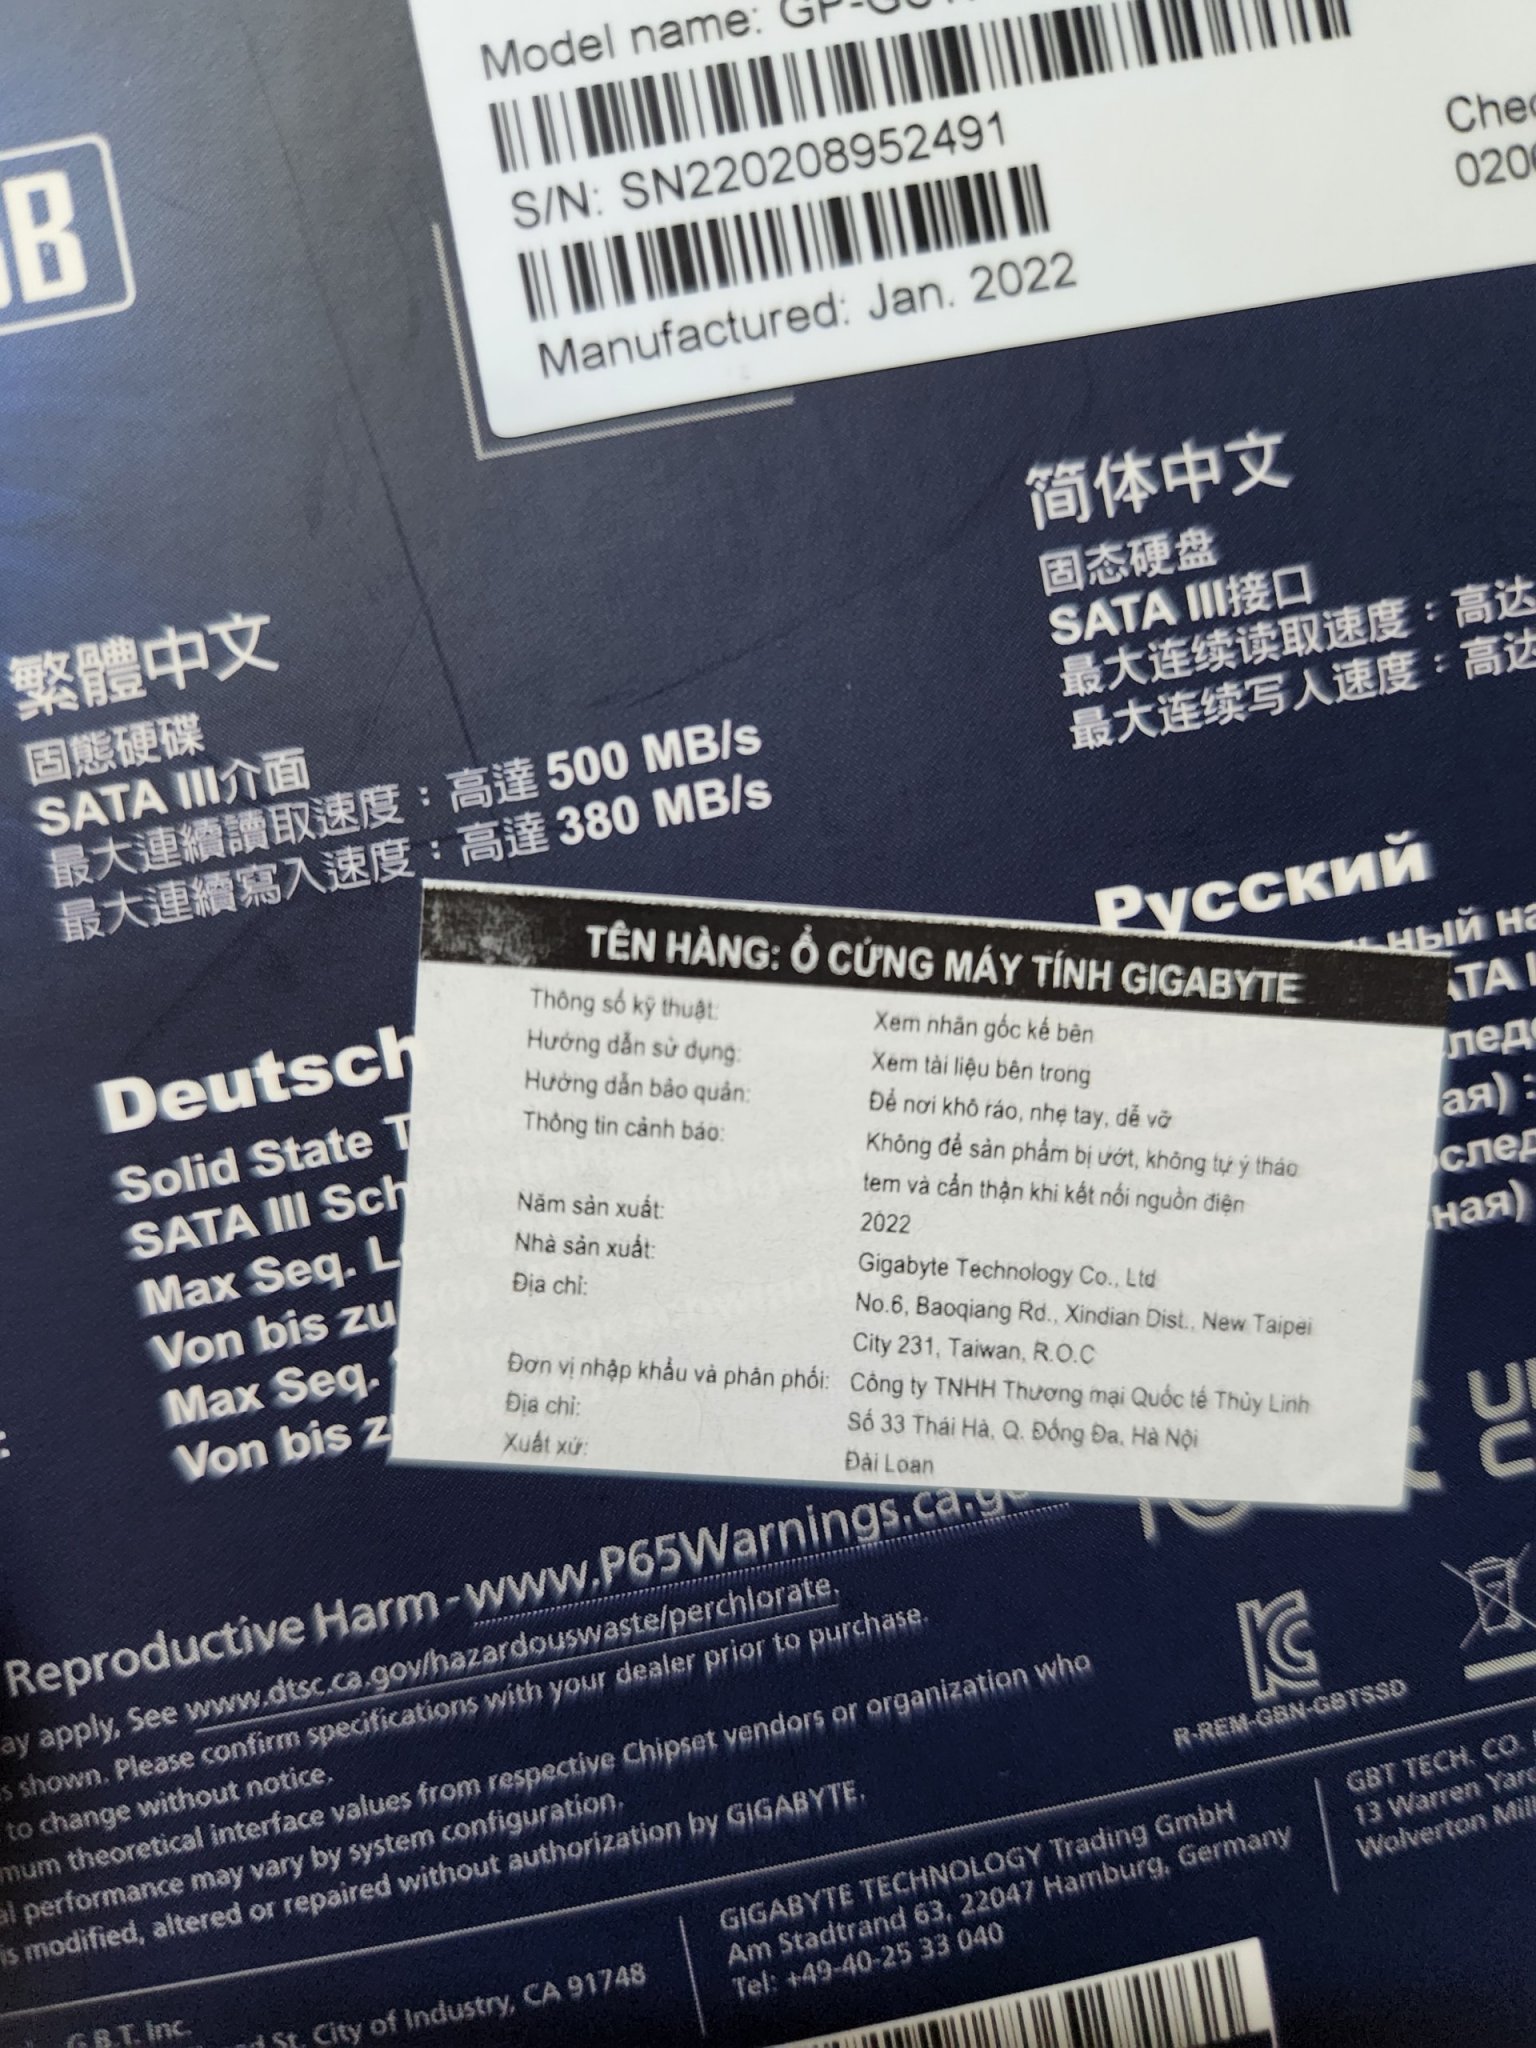 Model name:
S/N: SN220208952491
Manufactured: Jan. 2022
繁體中文
固態硬碟
SATA III介面
最大連續讀取速度：高達 500 MB/s
最大連續寫入速度：高達 380 MB/s
简体中文
固态硬盘
SATA III接口
最大连续读取速度：高达
最大连续写入速度：高达
Русский
Deutsch
Solid State
SATA III
Max Seq.
Von bis zu
Max Seq.
Von bis
TÊN HÀNG: Ổ CỨNG MÁY TÍNH GIGABYTE
Thông số kỹ thuật: Xem nhãn gốc kế bên
Hướng dẫn sử dụng: Xem tài liệu bên trong
Hướng dẫn bảo quản: Để nơi khô ráo, nhẹ tay, dễ vỡ
Thông tin cảnh báo: Không để sản phẩm bị ướt, không tự ý tháo
tem và cẩn thận khi kết nối nguồn điện
Năm sản xuất: 2022
Nhà sản xuất: Gigabyte Technology Co., Ltd
Địa chỉ: No.6, Baoqiang Rd., Xindian Dist., New Taipei
City 231, Taiwan, R.O.C
Đơn vị nhập khẩu và phân phối: Công ty TNHH Thương mại Quốc tế Thùy Linh
Địa chỉ: Số 33 Thái Hà, Q. Đống Đa, Hà Nội
Xuất xứ: Đài Loan
Reproductive Harm - www.P65Warnings.ca.
apply, See www.dtsc.ca.gov/hazardouswaste/perchlorate.
shown. Please confirm specifications with your dealer prior to purchase.
to change without notice.
theoretical interface values from respective Chipset vendors or organization who
performance may vary by system configuration.
is modified, altered or repaired without authorization by GIGABYTE.
R-REM-GBN-GBTSSD
G.B.T. Inc.
St. City of Industry, CA 91748
GIGABYTE TECHNOLOGY Trading GmbH
Am Stadtrand 63, 22047 Hamburg, Germany
Tel: +49-40-25 33 040
GBT TECH. CO.
13 Warren
Wolverton